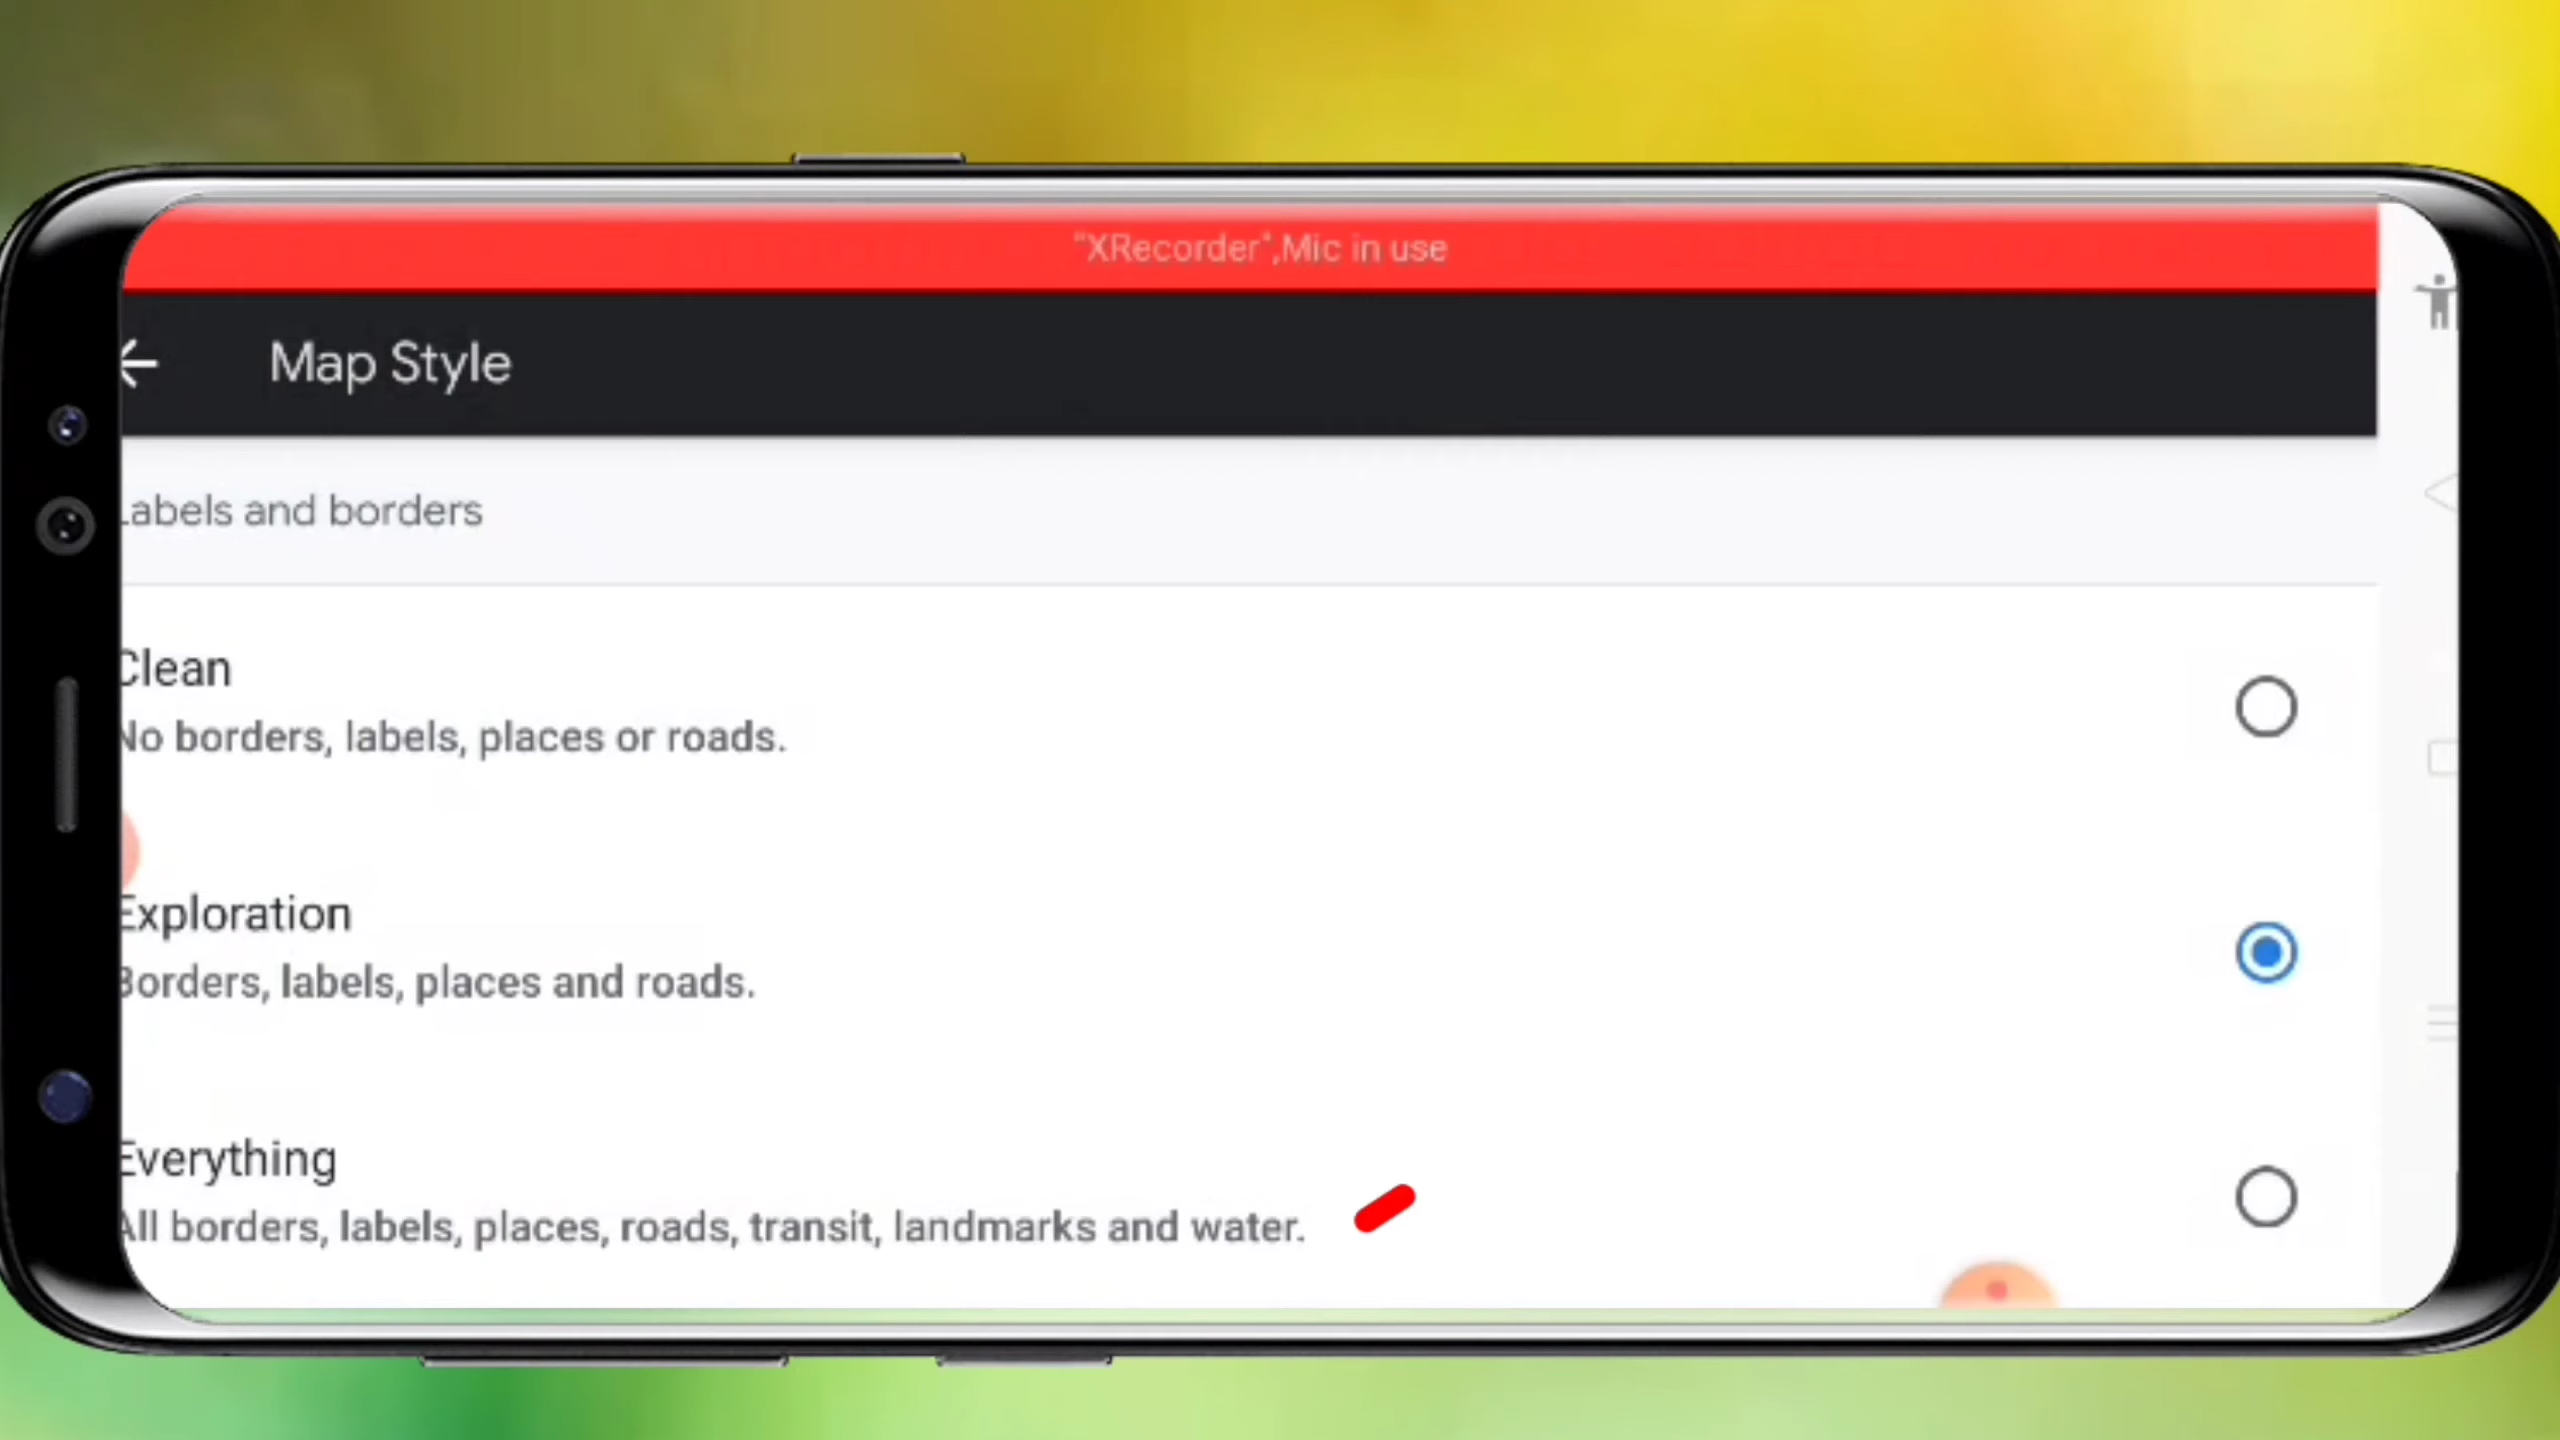 "XRecorder",Mic in use
Map Style
Labels and borders
Clean
No borders, labels, places or roads.
Exploration
Borders, labels, places and roads.
Everything
All borders, labels, places, roads, transit, landmarks and water.